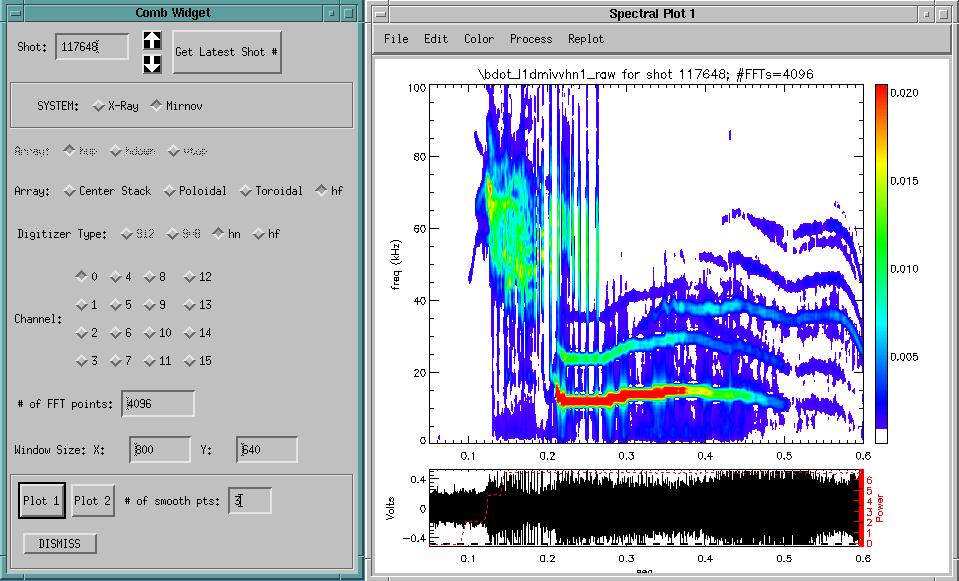 Comb Widget
Shot: 117648
Get Latest Shot #
SYSTEM: X-Ray Mirnov
Array: hup hdown vtop
Array: Center Stack Poloidal Toroidal hf
Digitizer Type: 912 908 hn hf
Channel:
0 4 8 12
1 5 9 13
2 6 10 14
3 7 11 15
# of FFT points: 4096
Window Size: X: 800 Y: 640
Plot 1 Plot 2 # of smooth pts: 3
DISMISS
Spectral Plot 1
File Edit Color Process Replot
\bdot_l1dmivvhn1_raw for shot 117648; #FFTs=4096
freq (kHz)
100
80
60
40
20
0
0.1 0.2 0.3 0.4 0.5 0.6
0.020
0.015
0.010
0.005
Volts
0.4
0
-0.4
0.1 0.2 0.3 0.4 0.5 0.6
6
5
4
3
2
1
0
Power